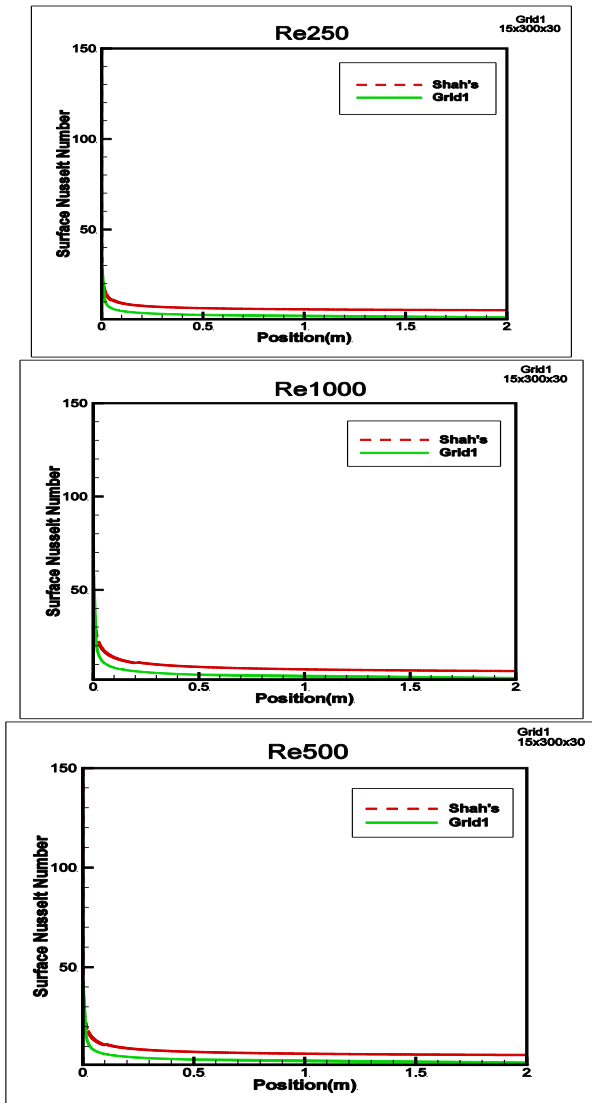 Grid1
15x300x30
Re250
150
100
50
Surface Nusselt Number
Shah's
Grid1
0 0.5 1 1.5 2
Position(m)
Grid1
15x300x30
Re1000
150
100
50
Surface Nusselt Number
Shah's
Grid1
0 0.5 1 1.5 2
Position(m)
Grid1
15x300x30
Re500
150
100
50
Surface Nusselt Number
Shah's
Grid1
0 0.5 1 1.5 2
Position(m)